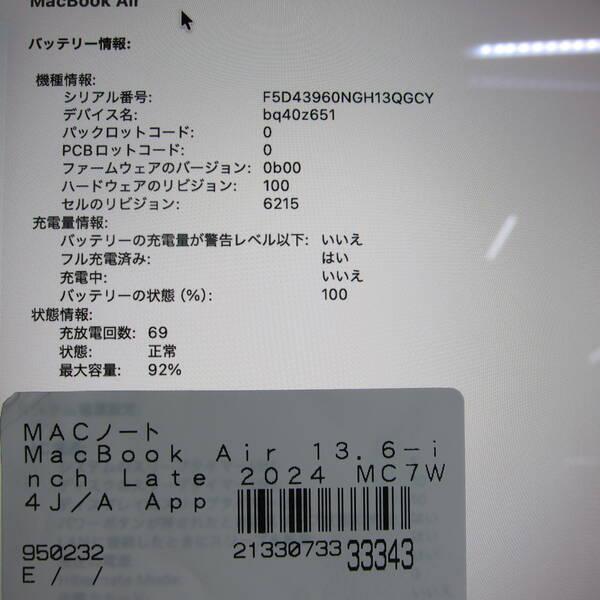 MacBook Air
バッテリー情報:
機種情報:
シリアル番号: F5D43960NGH13QGCY
デバイス名: bq40z651
パックロットコード: 0
PCBロットコード: 0
ファームウェアのバージョン: 0b00
ハードウェアのリビジョン: 100
セルのリビジョン: 6215
充電量情報:
バッテリーの充電量が警告レベル以下: いいえ
フル充電済み: はい
充電中: いいえ
バッテリーの状態 (%): 100
状態情報:
充放電回数: 69
状態: 正常
最大容量: 92%
MACノート
MacBook Air 13.6-i
nch Late 2024 MC7W
4J/A App
950232
21330733 33343
E / /